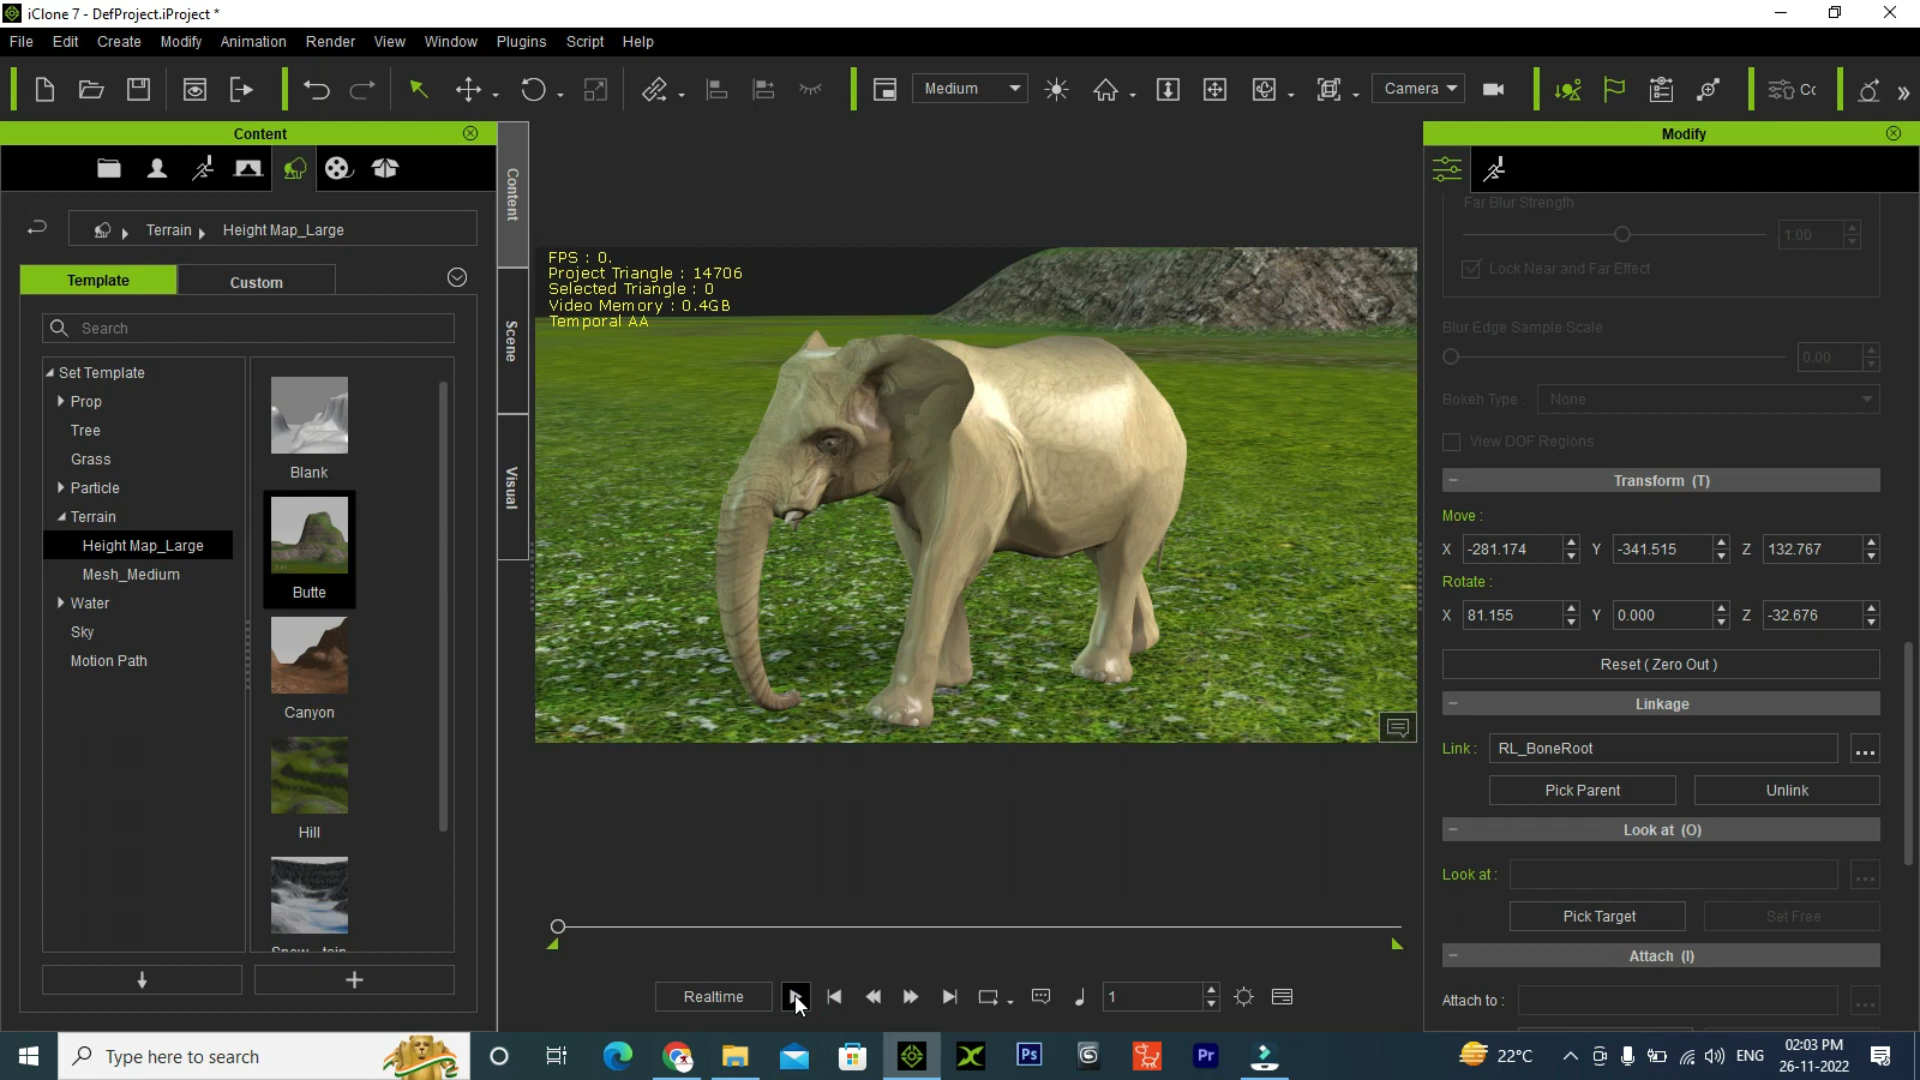 iClone 7 - DefProject.iProject *
File Edit Create Modify Animation Render View Window Plugins Script Help
Medium
Camera
Content
Modify
Content
Scene
Visual
Terrain Height Map_Large
Template
Custom
Search
Set Template
Prop
Tree
Grass
Particle
Terrain
Height Map_Large
Mesh_Medium
Water
Sky
Motion Path
Blank
Butte
Canyon
Hill
FPS : 0.
Project Triangle : 14706
Selected Triangle : 0
Video Memory : 0.4GB
Temporal AA
Realtime
1
Far Blur Strength
1.00
Lock Near and Far Effect
Blur Edge Sample Scale
0.00
Bokeh Type : None
View DOF Regions
Transform (T)
Move :
X -281.174 Y -341.515 Z 132.767
Rotate :
X 81.155 Y 0.000 Z -32.676
Reset ( Zero Out )
Linkage
Link : RL_BoneRoot ...
Pick Parent Unlink
Look at (O)
Look at : ...
Pick Target Set Free
Attach (I)
Attach to : ...
Type here to search
Ps
Pr
22°C
ENG
02:03 PM
26-11-2022